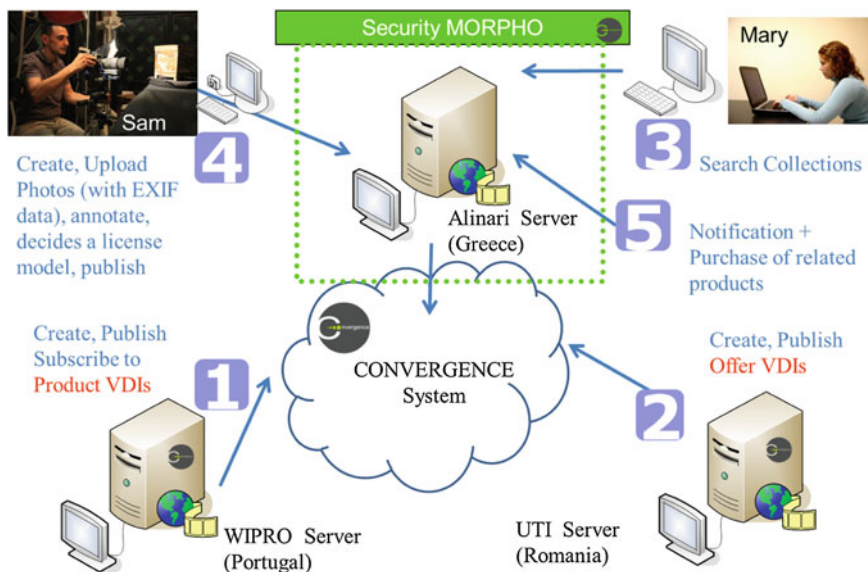 Security MORPHO
Sam
Mary
4
Create, Upload
Photos (with EXIF
data), annotate,
decides a license
model, publish
3
Search Collections
Alinari Server
(Greece)
5
Notification +
Purchase of related
products
Create, Publish
Subscribe to
Product VDIs
1
nvergence
CONVERGENCE
System
Create, Publish
Offer VDIs
2
WIPRO Server
(Portugal)
UTI Server
(Romania)